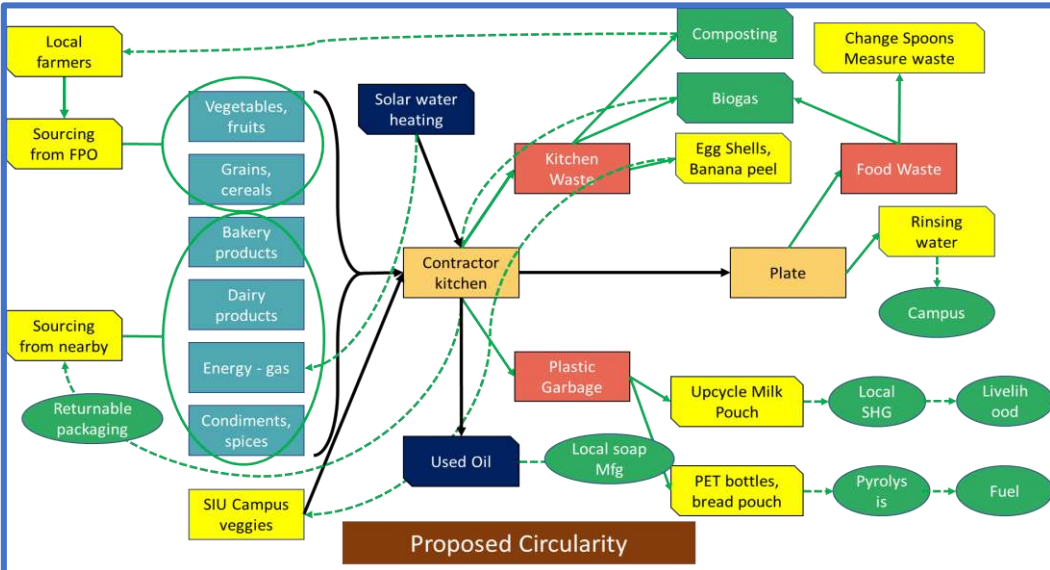 Local
farmers
Sourcing
from FPO
Vegetables,
fruits
Grains,
cereals
Bakery
products
Dairy
products
Energy - gas
Condiments,
spices
Sourcing
from nearby
Returnable
packaging
SIU Campus
veggies
Solar water
heating
Contractor
kitchen
Used Oil
Kitchen
Waste
Plastic
Garbage
Local soap
Mfg
Composting
Biogas
Egg Shells,
Banana peel
Change Spoons
Measure waste
Food Waste
Plate
Rinsing
water
Campus
Upcycle Milk
Pouch
Local
SHG
Livelih
ood
PET bottles,
bread pouch
Pyrolys
is
Fuel
Proposed Circularity